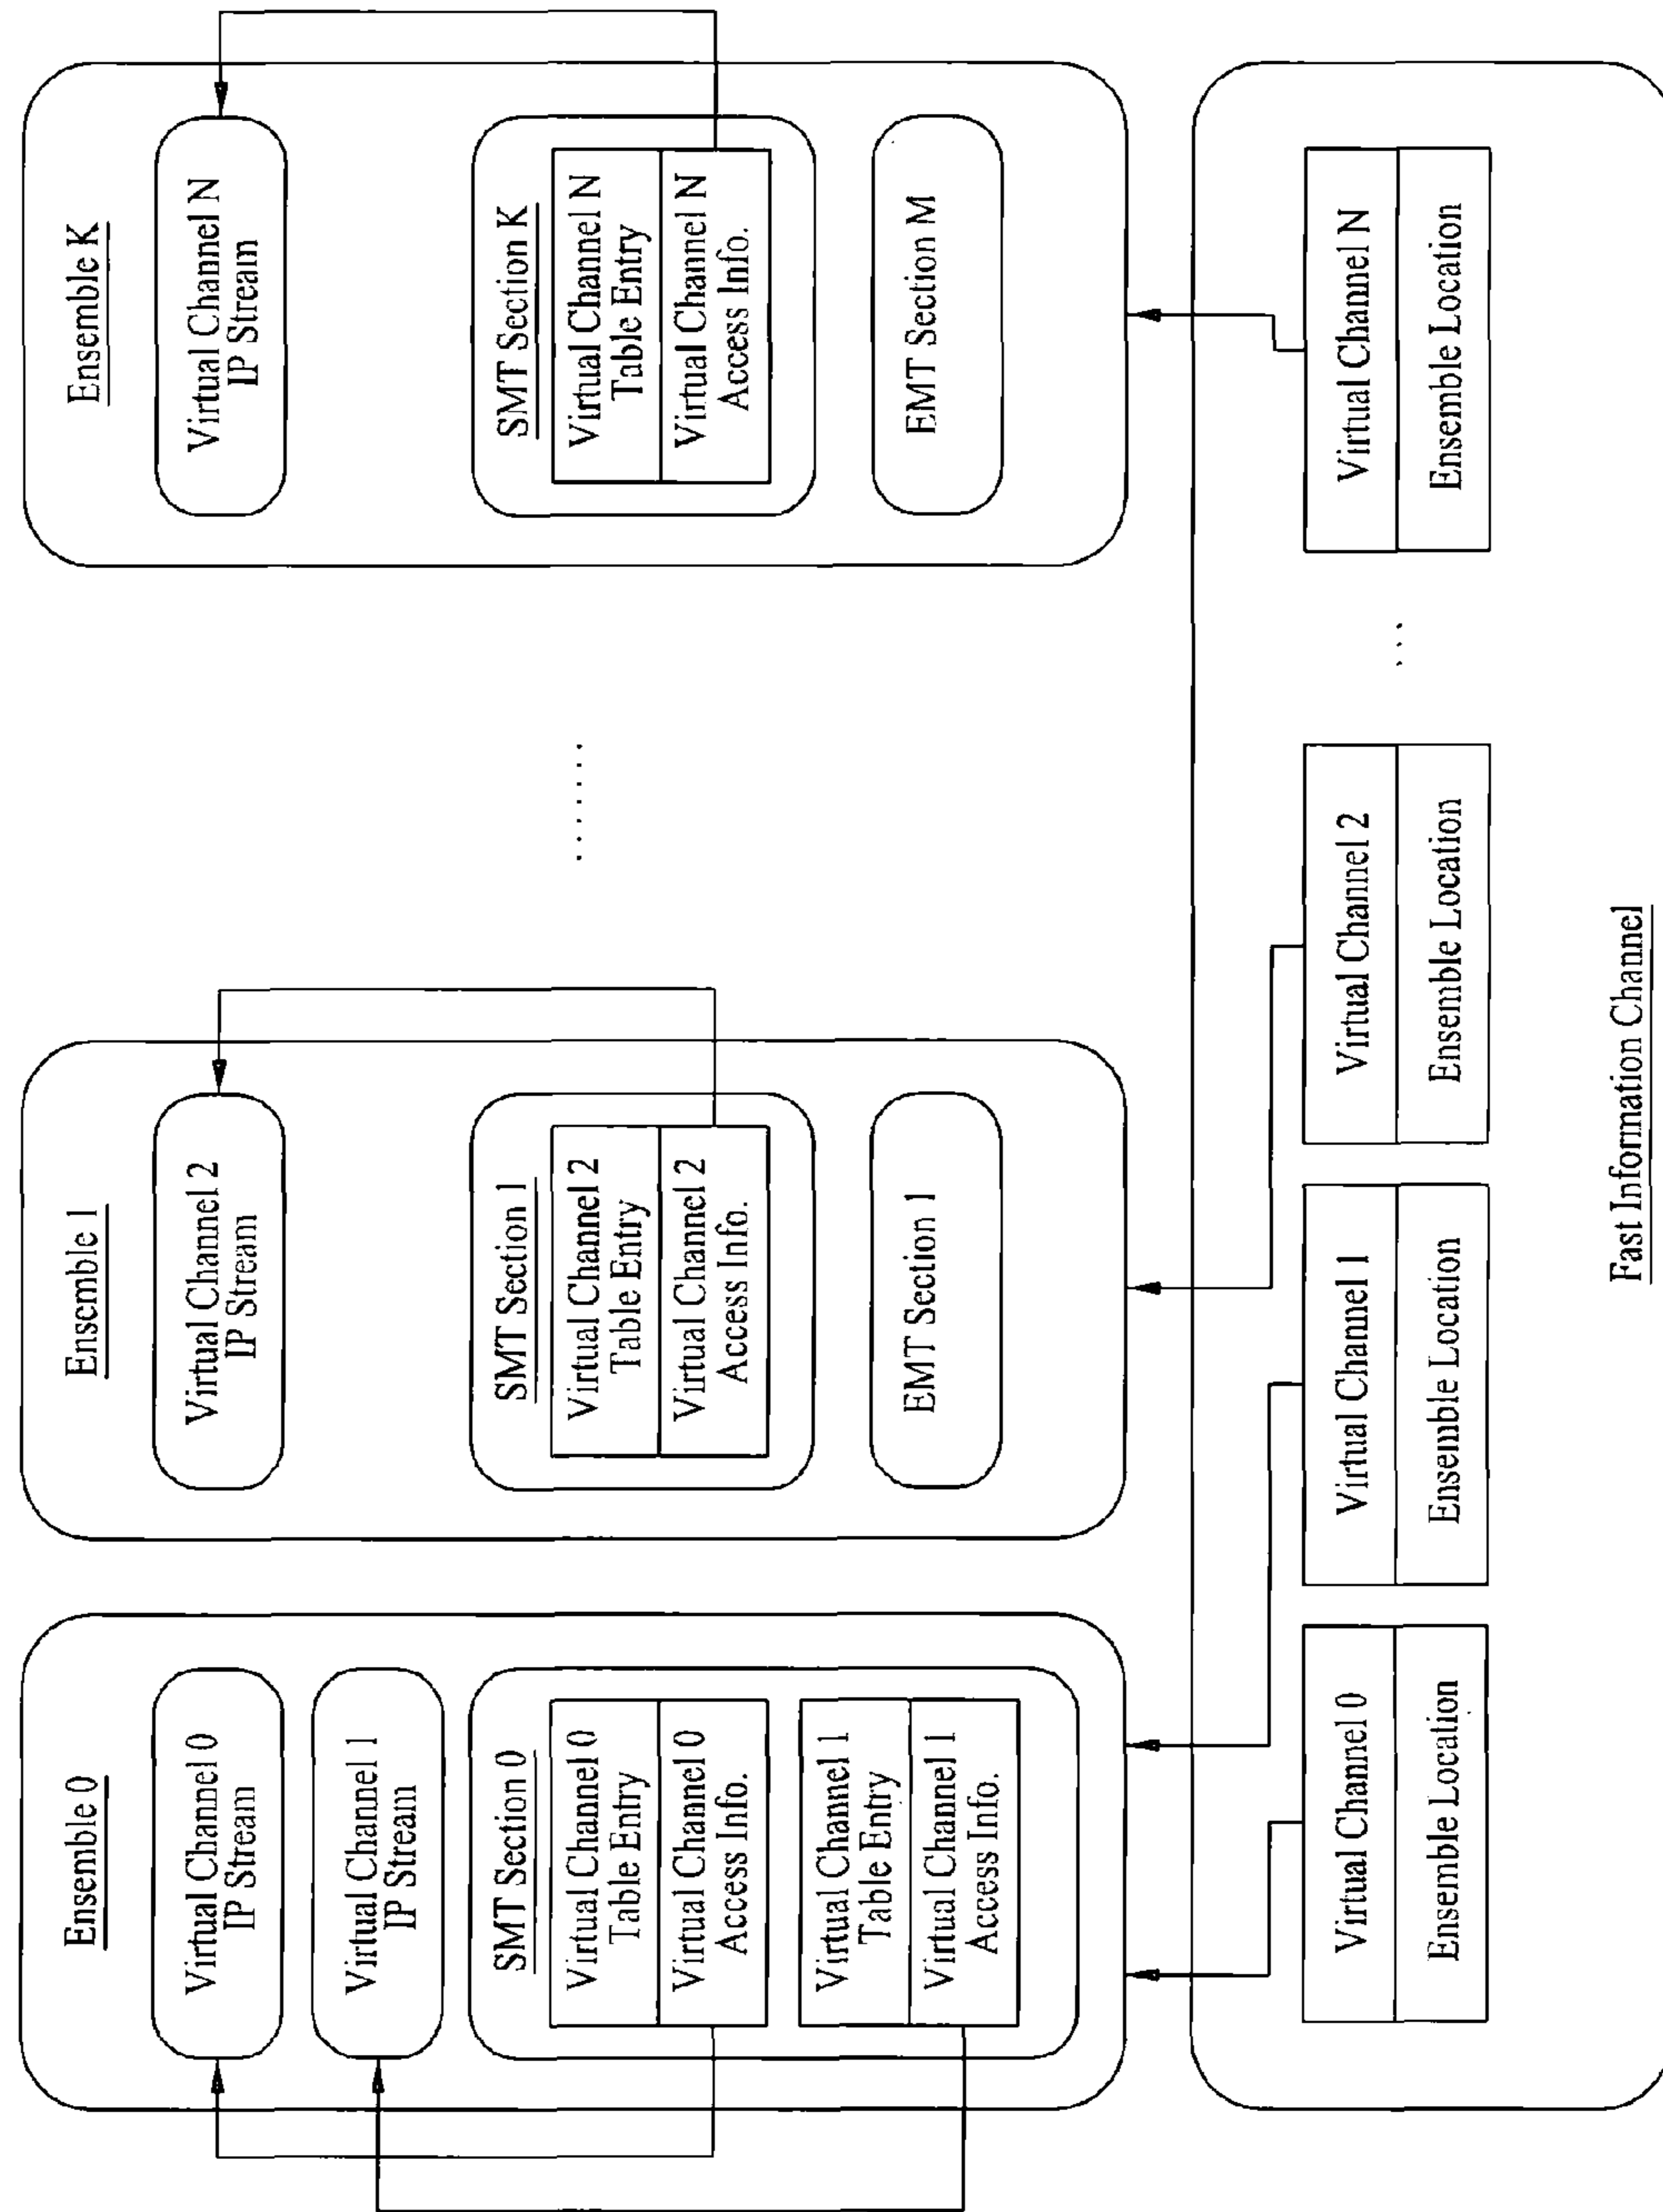 Ensemble 0
Virtual Channel 0
IP Stream
Virtual Channel 1
IP Stream
SMT Section 0
Virtual Channel 0
Table Entry
Virtual Channel 0
Access Info.
Virtual Channel 1
Table Entry
Virtual Channel 1
Access Info.
Ensemble 1
Virtual Channel 2
IP Stream
SMT Section 1
Virtual Channel 2
Table Entry
Virtual Channel 2
Access Info.
EMT Section 1
.......
Ensemble K
Virtual Channel N
IP Stream
SMT Section K
Virtual Channel N
Table Entry
Virtual Channel N
Access Info.
EMT Section M
Virtual Channel 0
Ensemble Location
Virtual Channel 1
Ensemble Location
Virtual Channel 2
Ensemble Location
...
Virtual Channel N
Ensemble Location
Fast Information Channel